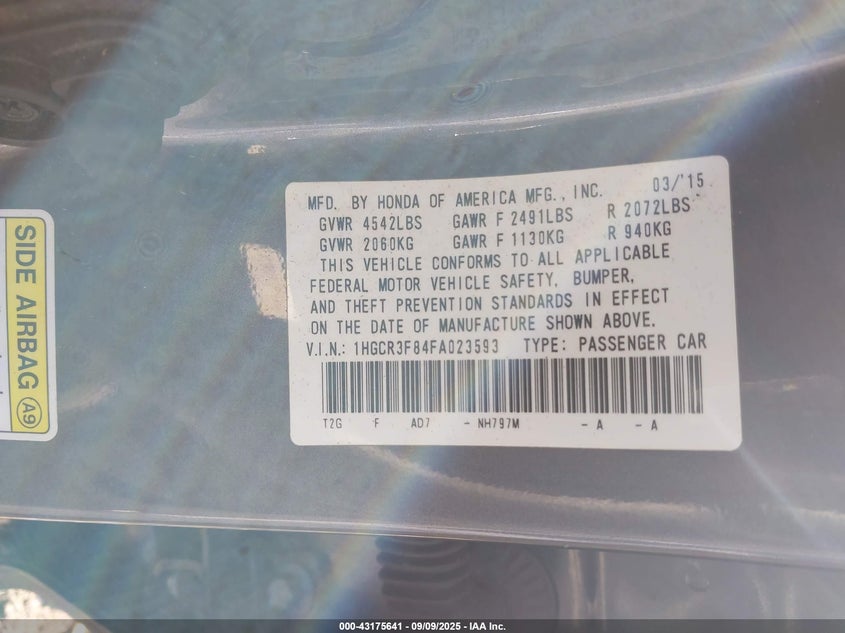 MFD. BY HONDA OF AMERICA MFG., INC. 03/'15
GVWR 4542LBS GAWR F 2491LBS R 2072LBS
GVWR 2060KG GAWR F 1130KG R 940KG
THIS VEHICLE CONFORMS TO ALL APPLICABLE
FEDERAL MOTOR VEHICLE SAFETY, BUMPER,
AND THEFT PREVENTION STANDARDS IN EFFECT
ON THE DATE OF MANUFACTURE SHOWN ABOVE.
V.I.N.: 1HGCR3F84FA023593 TYPE: PASSENGER CAR
T2G F AD7 - NH797M - A - A
SIDE AIRBAG A9
000-43175641 - 09/09/2025 - IAA Inc.